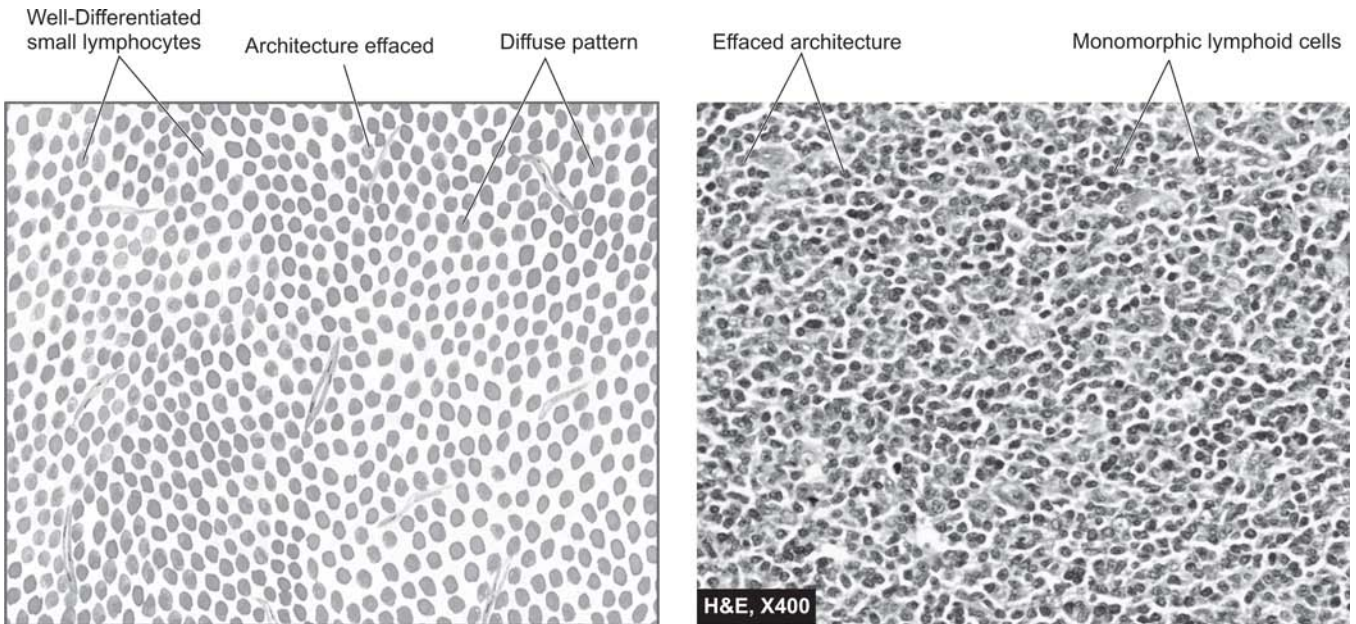 Well-Differentiated
small lymphocytes
Architecture effaced
Diffuse pattern
Effaced architecture
Monomorphic lymphoid cells
H&E, X400